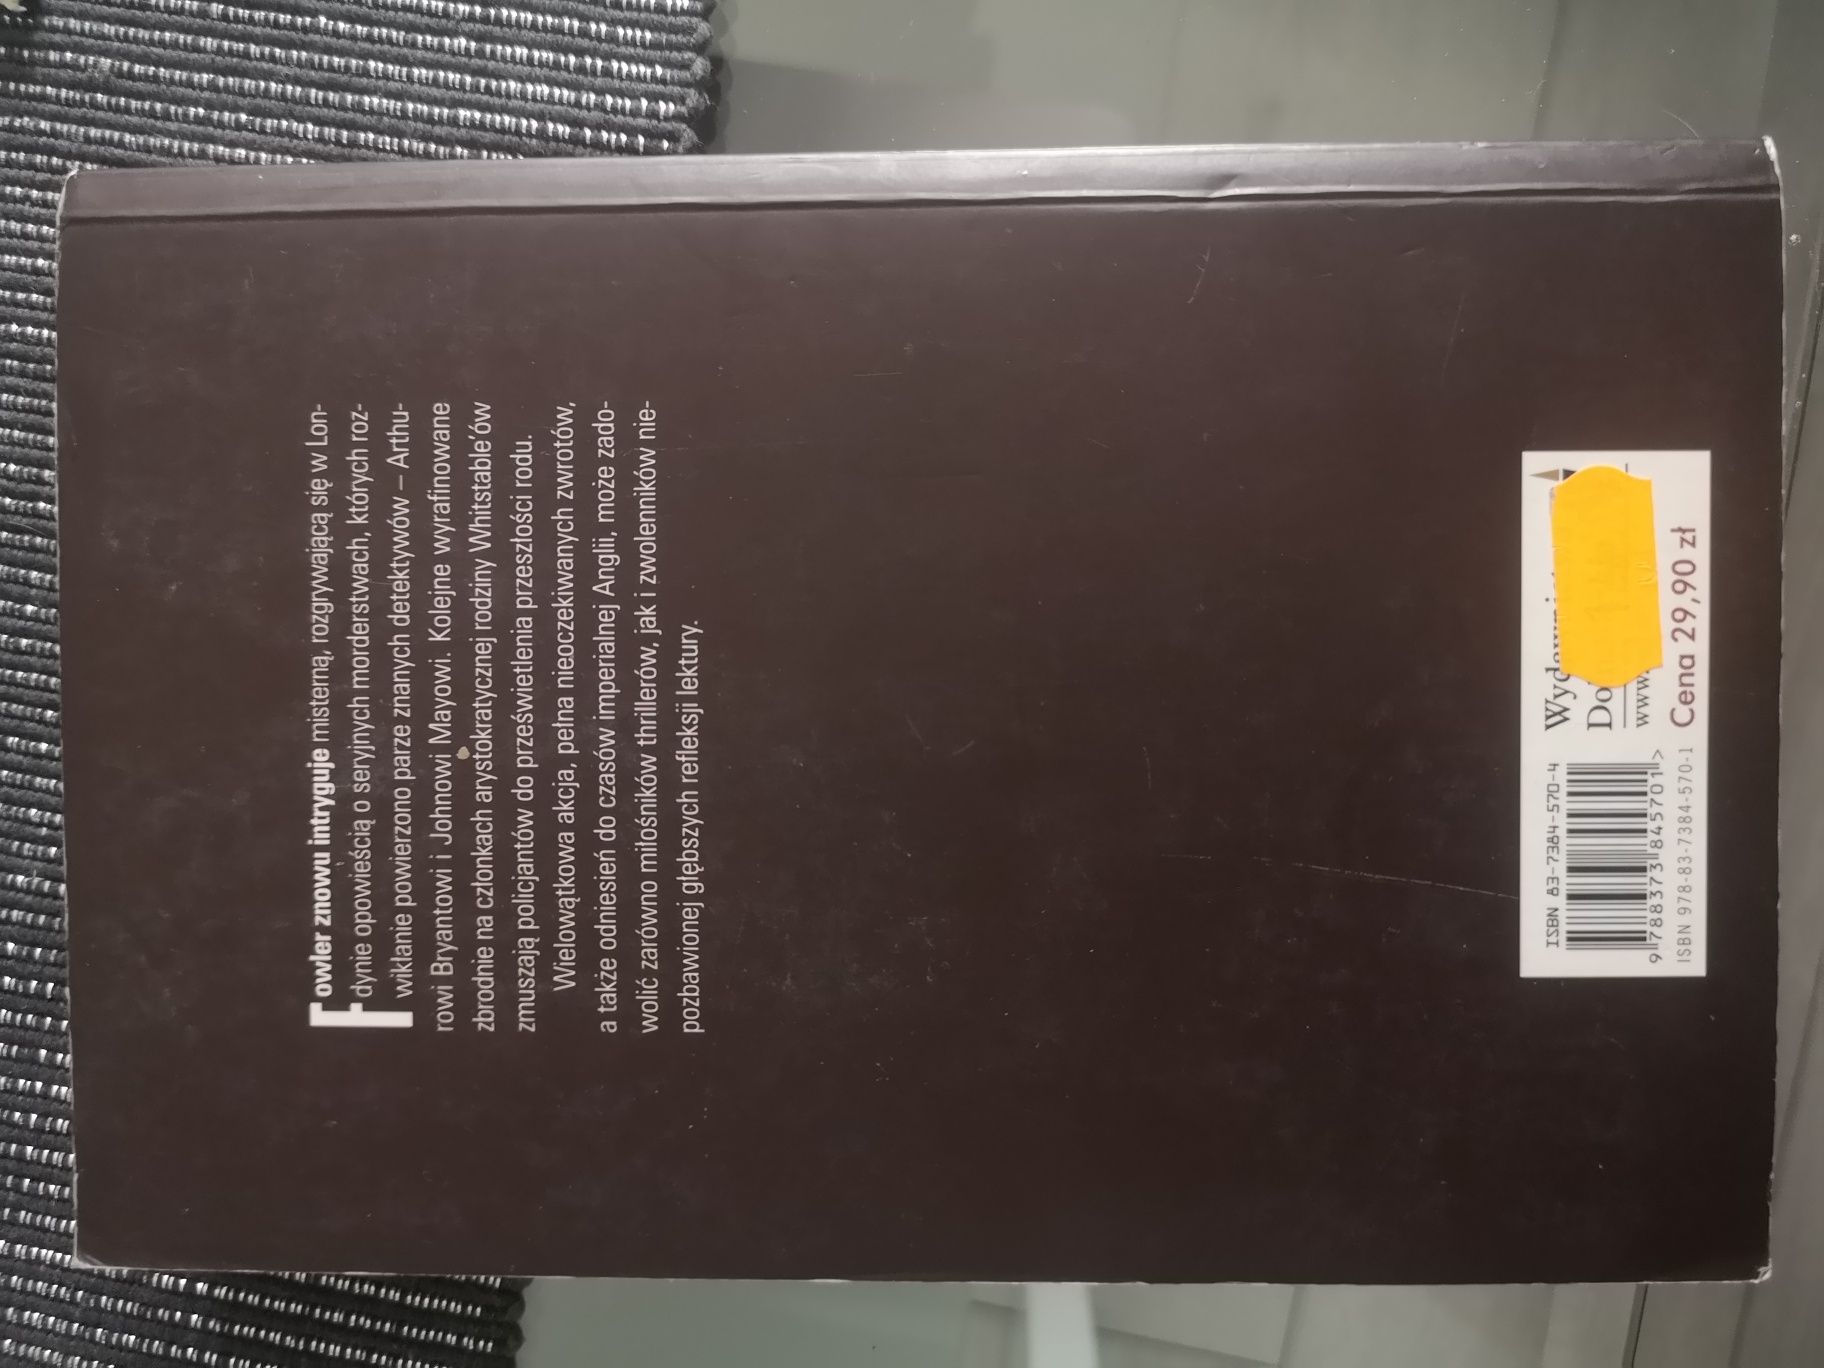 Fowler znowu intryguje misterną, rozgrywającą się w Lon-
dynie opowieścią o seryjnych morderstwach, których roz-
wikłanie powierzono parze znanych detektywów – Arthu-
rowi Bryantowi i Johnowi Mayowi. Kolejne wyrafinowane
zbrodnie na członkach arystokratycznej rodziny Whitstable'ów
zmuszają policjantów do prześwietlenia przeszłości rodu.
Wielowątkowa akcja, pełna nieoczekiwanych zwrotów,
a także odniesień do czasów imperialnej Anglii, może zado-
wolić zarówno miłośników thrillerów, jak i zwolenników nie-
pozbawionej głębszych refleksji lektury.
ISBN 83-7384-570-4
9 788373 845701 >
ISBN 978-83-7384-570-1
www.
Cena 29,90 zł